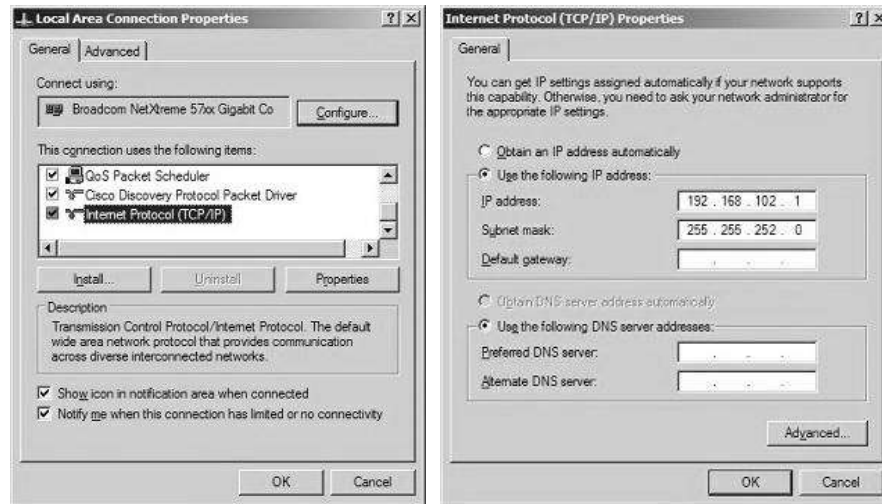 Local Area Connection Properties
General
Advanced
Connect using:
Broadcom NetXtreme 57xx Gigabit Co
Configure...
This connection uses the following items:
QoS Packet Scheduler
Cisco Discovery Protocol Packet Driver
Internet Protocol (TCP/IP)
Install...
Uninstall
Properties
Description
Transmission Control Protocol/Internet Protocol. The default
wide area network protocol that provides communication
across diverse interconnected networks.
Show icon in notification area when connected
Notify me when this connection has limited or no connectivity
OK
Cancel
Internet Protocol (TCP/IP) Properties
General
You can get IP settings assigned automatically if your network supports
this capability. Otherwise, you need to ask your network administrator for
the appropriate IP settings.
Obtain an IP address automatically
Use the following IP address:
IP address:
192 . 168 . 102 . 1
Subnet mask:
255 . 255 . 252 . 0
Default gateway:
Obtain DNS server address automatically
Use the following DNS server addresses:
Preferred DNS server:
Alternate DNS server:
Advanced...
OK
Cancel